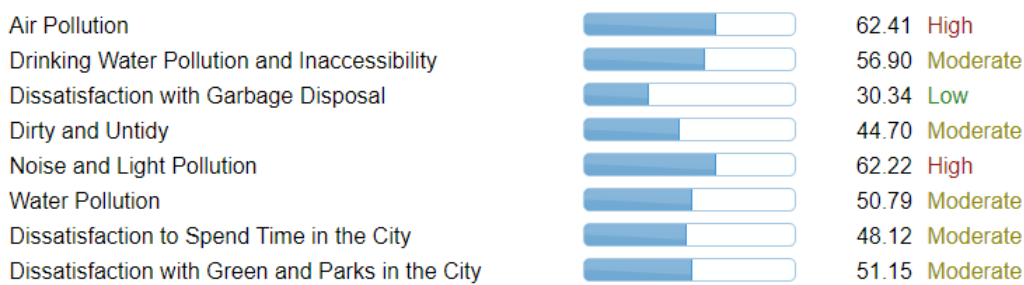 Air Pollution 62.41 High
Drinking Water Pollution and Inaccessibility 56.90 Moderate
Dissatisfaction with Garbage Disposal 30.34 Low
Dirty and Untidy 44.70 Moderate
Noise and Light Pollution 62.22 High
Water Pollution 50.79 Moderate
Dissatisfaction to Spend Time in the City 48.12 Moderate
Dissatisfaction with Green and Parks in the City 51.15 Moderate